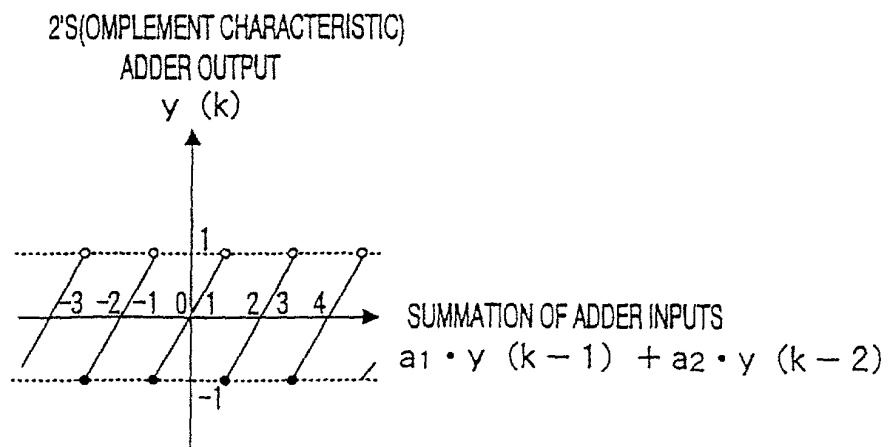 2'S(OMPLEMENT CHARACTERISTIC)
ADDER OUTPUT
y (k)
1
-3 -2 -1 0 1 2 3 4
SUMMATION OF ADDER INPUTS
a1・y (k-1) +a2・y (k-2)
-1